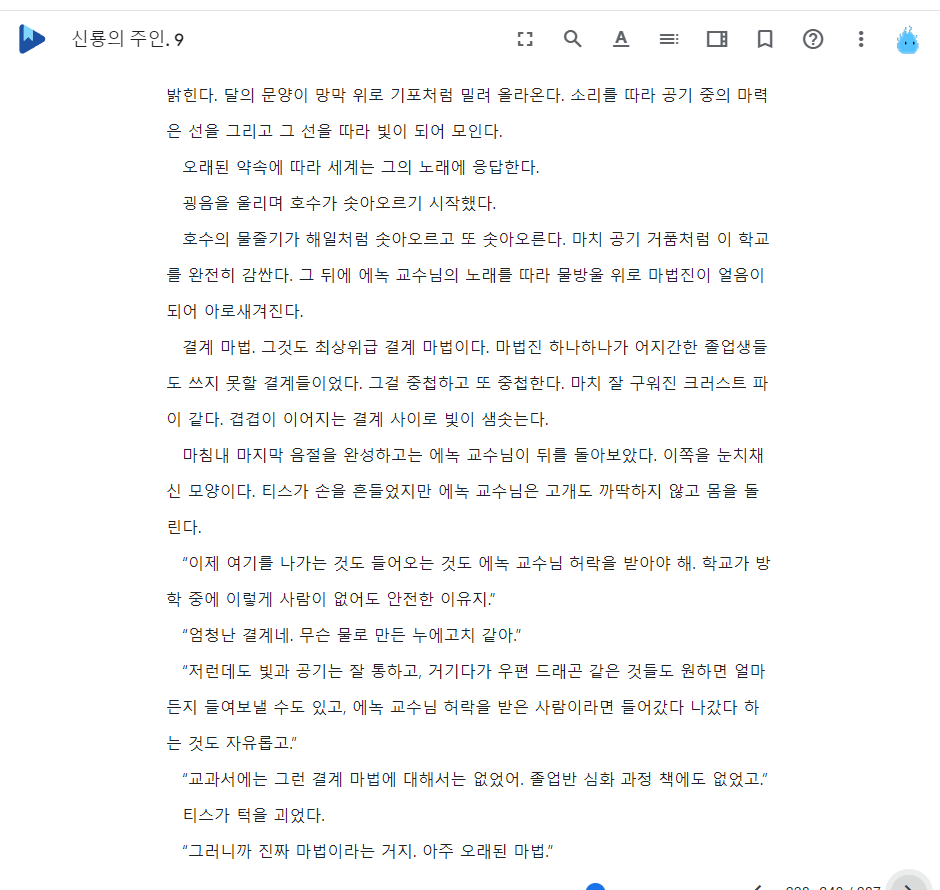 신룡의 주인. 9
밝힌다. 달의 문양이 망막 위로 기포처럼 밀려 올라온다. 소리를 따라 공기 중의 마력
은 선을 그리고 그 선을 따라 빛이 되어 모인다.
오래된 약속에 따라 세계는 그의 노래에 응답한다.
굉음을 울리며 호수가 솟아오르기 시작했다.
호수의 물줄기가 해일처럼 솟아오르고 또 솟아오른다. 마치 공기 거품처럼 이 학교
를 완전히 감싼다. 그 뒤에 에녹 교수님의 노래를 따라 물방울 위로 마법진이 얼음이
되어 아로새겨진다.
결계 마법. 그것도 최상위급 결계 마법이다. 마법진 하나하나가 어지간한 졸업생들
도 쓰지 못할 결계들이었다. 그걸 중첩하고 또 중첩한다. 마치 잘 구워진 크러스트 파
이 같다. 겹겹이 이어지는 결계 사이로 빛이 샘솟는다.
마침내 마지막 음절을 완성하고는 에녹 교수님이 뒤를 돌아보았다. 이쪽을 눈치채
신 모양이다. 티스가 손을 흔들었지만 에녹 교수님은 고개도 까딱하지 않고 몸을 돌
린다.
"이제 여기를 나가는 것도 들어오는 것도 에녹 교수님 허락을 받아야 해. 학교가 방
학 중에 이렇게 사람이 없어도 안전한 이유지."
"엄청난 결계네. 무슨 물로 만든 누에고치 같아."
"저런데도 빛과 공기는 잘 통하고, 거기다가 우편 드래곤 같은 것들도 원하면 얼마
든지 들여보낼 수도 있고, 에녹 교수님 허락을 받은 사람이라면 들어갔다 나갔다 하
는 것도 자유롭고."
"교과서에는 그런 결계 마법에 대해서는 없었어. 졸업반 심화 과정 책에도 없었고."
티스가 턱을 괴었다.
"그러니까 진짜 마법이라는 거지. 아주 오래된 마법."